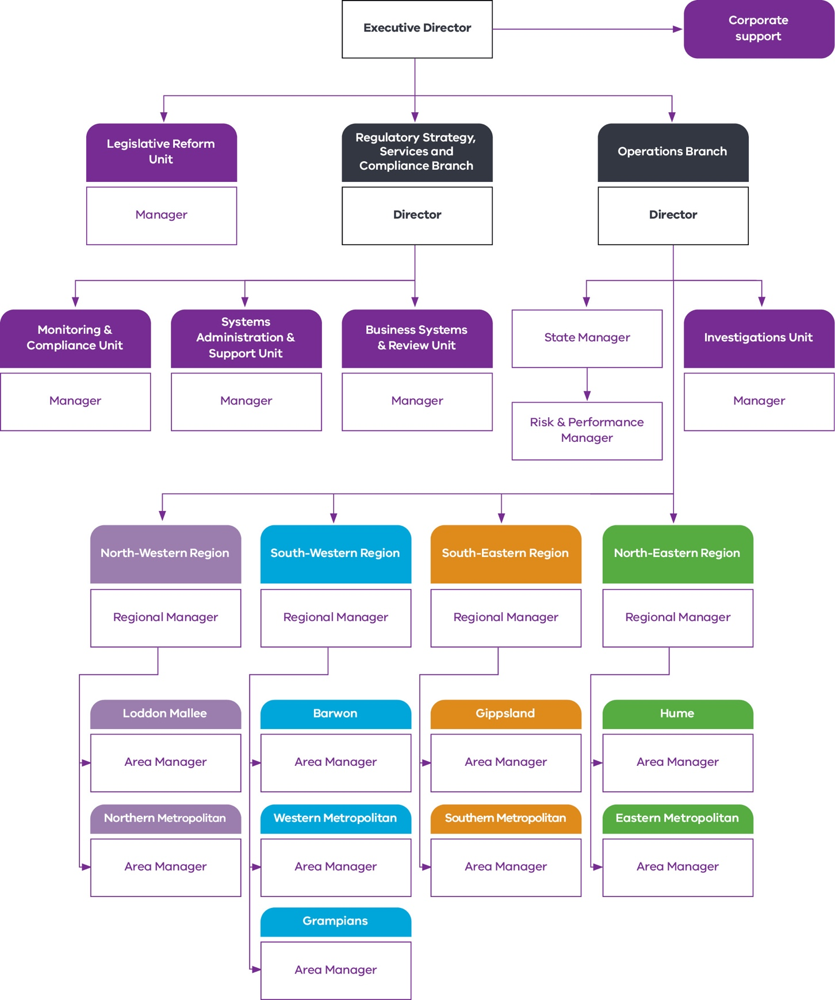 Executive Director
Corporate
support
Legislative Reform
Unit
Manager
Regulatory Strategy,
Services and
Compliance Branch
Director
Operations Branch
Director
Monitoring &
Compliance Unit
Manager
Systems
Administration &
Support Unit
Manager
Business Systems
& Review Unit
Manager
State Manager
Risk & Performance
Manager
Investigations Unit
Manager
North-Western Region
Regional Manager
South-Western Region
Regional Manager
South-Eastern Region
Regional Manager
North-Eastern Region
Regional Manager
Loddon Mallee
Area Manager
Northern Metropolitan
Area Manager
Barwon
Area Manager
Western Metropolitan
Area Manager
Grampians
Area Manager
Gippsland
Area Manager
Southern Metropolitan
Area Manager
Hume
Area Manager
Eastern Metropolitan
Area Manager